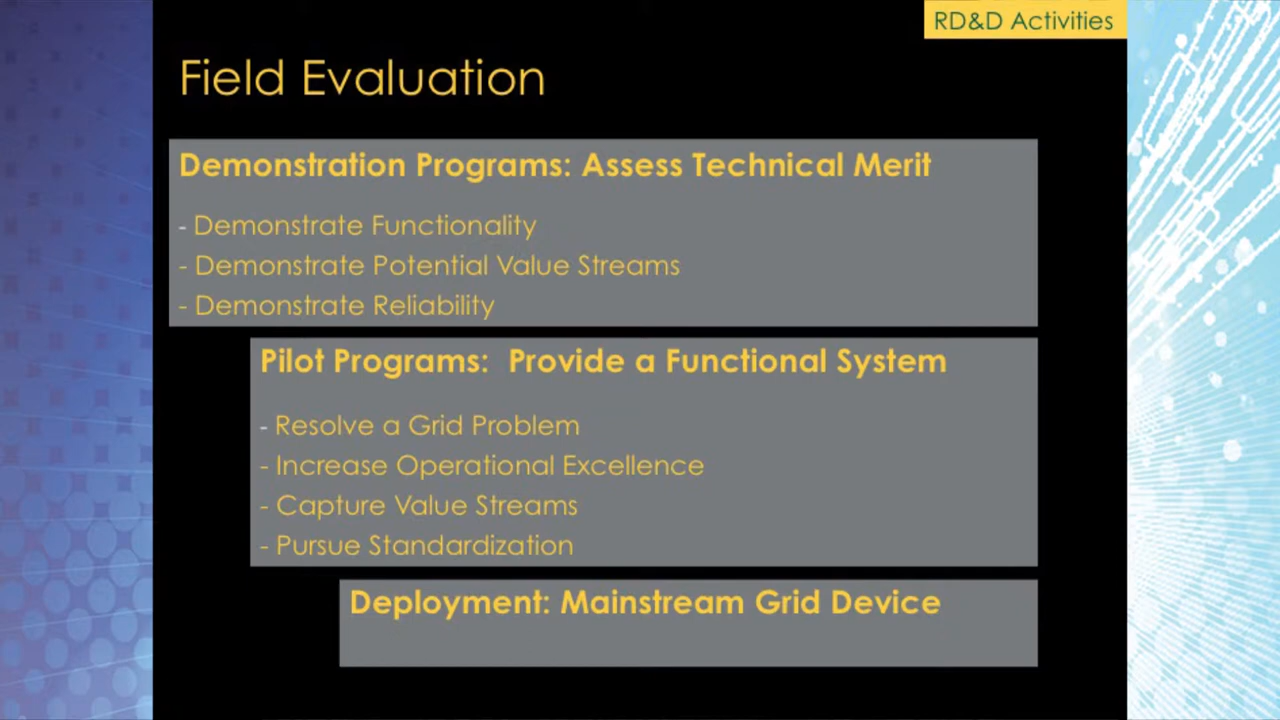 RD&D Activities
Field Evaluation
Demonstration Programs: Assess Technical Merit
- Demonstrate Functionality
- Demonstrate Potential Value Streams
- Demonstrate Reliability
Pilot Programs:  Provide a Functional System
- Resolve a Grid Problem
- Increase Operational Excellence
- Capture Value Streams
- Pursue Standardization
Deployment: Mainstream Grid Device